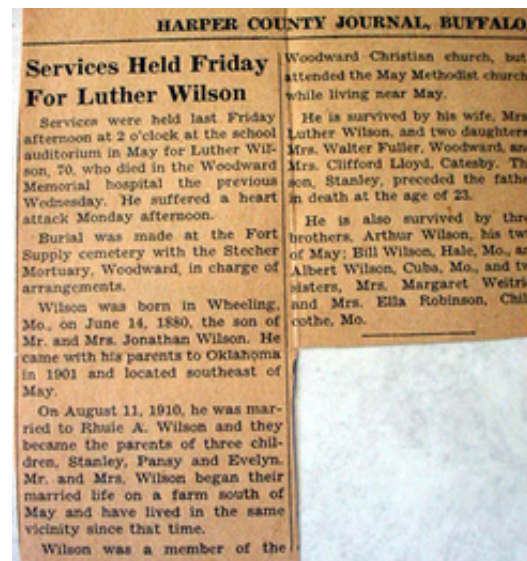 HARPER COUNTY JOURNAL, BUFFALO
Services Held Friday
For Luther Wilson
Services were held last Friday
afternoon at 2 o'clock at the school
auditorium in May for Luther Wil-
son, 70, who died in the Woodward
Memorial hospital the previous
Wednesday. He suffered a heart
attack Monday afternoon.
Burial was made at the Fort
Supply cemetery with the Stecher
Mortuary, Woodward, in charge of
arrangements.
Wilson was born in Wheeling,
Mo., on June 14, 1880, the son of
Mr. and Mrs. Jonathan Wilson. He
came with his parents to Oklahoma
in 1901 and located southeast of
May.
On August 11, 1910, he was mar-
ried to Rhule A. Wilson and they
became the parents of three chil-
dren, Stanley, Pansy and Evelyn.
Mr. and Mrs. Wilson began their
married life on a farm south of
May and have lived in the same
vicinity since that time.
Wilson was a member of the
Woodward Christian church, but
attended the May Methodist church
while living near May.
He is survived by his wife, Mrs.
Luther Wilson, and two daughters
Mrs. Walter Fuller, Woodward, and
Mrs. Clifford Lloyd, Catesby. Th
son, Stanley, preceded the fathe
in death at the age of 23.
He is also survived by thre
brothers, Arthur Wilson, his twi
of May; Bill Wilson, Hale, Mo., an
Albert Wilson, Cuba, Mo., and tw
sisters, Mrs. Margaret Weitri
and Mrs. Ella Robinson, Chil
cothe, Mo.